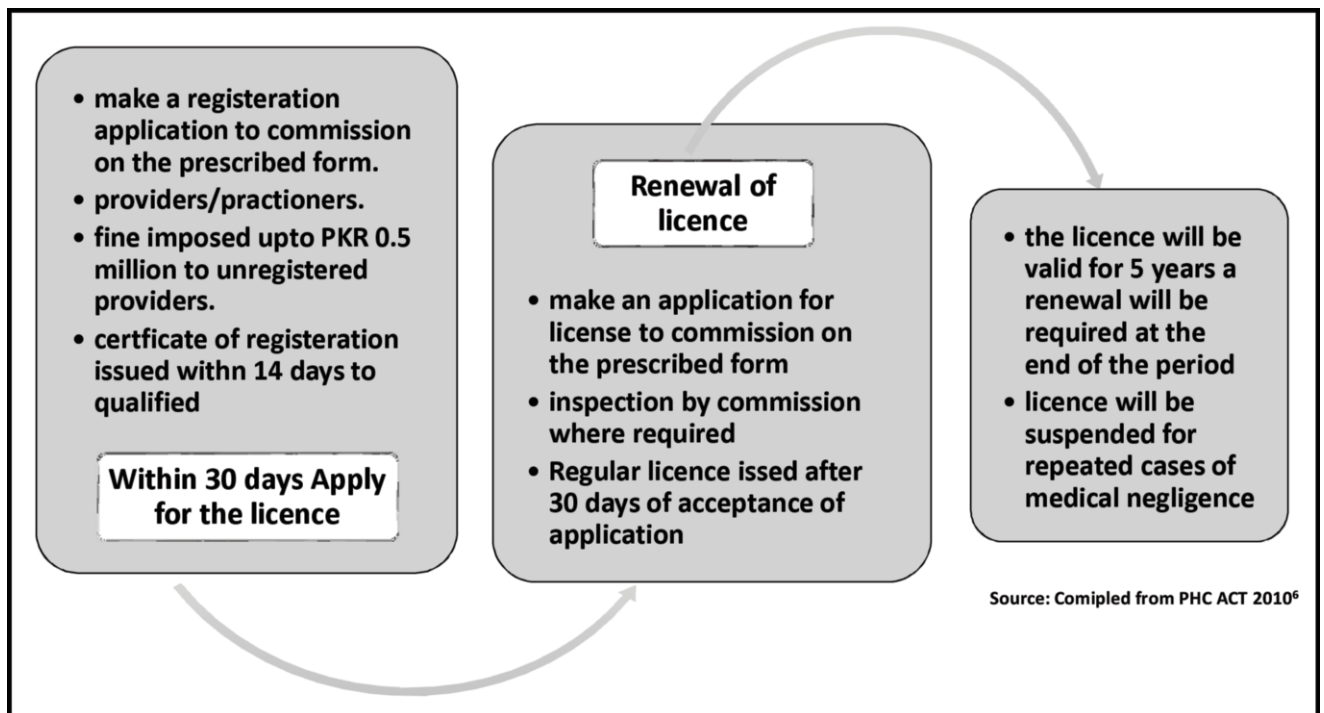 • make a registeration
application to commission
on the prescribed form.
• providers/practioners.
• fine imposed upto PKR 0.5
million to unregistered
providers.
• certficate of registeration
issued withn 14 days to
qualified
Within 30 days Apply
for the licence
Renewal of
licence
• make an application for
license to commission on
the prescribed form
• inspection by commission
where required
• Regular licence issed after
30 days of acceptance of
application
• the licence will be
valid for 5 years a
renewal will be
required at the
end of the period
• licence will be
suspended for
repeated cases of
medical negligence
Source: Comipled from PHC ACT 2010⁶